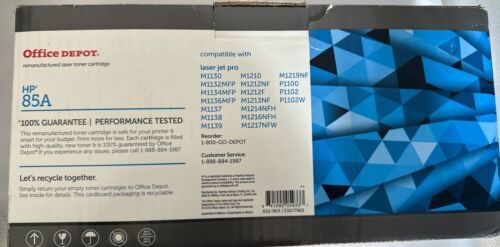 Office DEPOT.
remanufactured laser toner cartridge
HP®
85A
*100% GUARANTEE | PERFORMANCE TESTED
This remanufactured toner cartridge is safe for your printer &
smart for your budget. Print more for less. Each cartridge is filled
with high-quality, new toner & is 100% guaranteed by Office
Depot® If you experience any issues, please call 1-888-884-1987
Let's recycle together.
Simply return your empty toner cartridges to Office Depot.
See inside for details. This cardboard packaging is recyclable.
compatible with
laser jet pro
M1130 M1210 M1219NF
M1132MFP M1212NF P1100
M1134MFP M1212F P1102
M1136MFP M1213NF P1102W
M1137 M1214NFH
M1138 M1216NFH
M1139 M1217NFW
Reorder:
1-800-GO-DEPOT
Customer Service:
1-888-884-1987
652-963 / 33077965